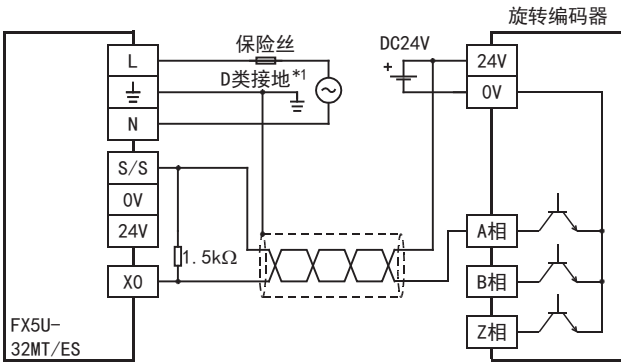 旋转编码器
保险丝
DC24V
L
D类接地*1
+
24V
0V
N
S/S
0V
24V
1.5kΩ
X0
A相
B相
Z相
FX5U-
32MT/ES